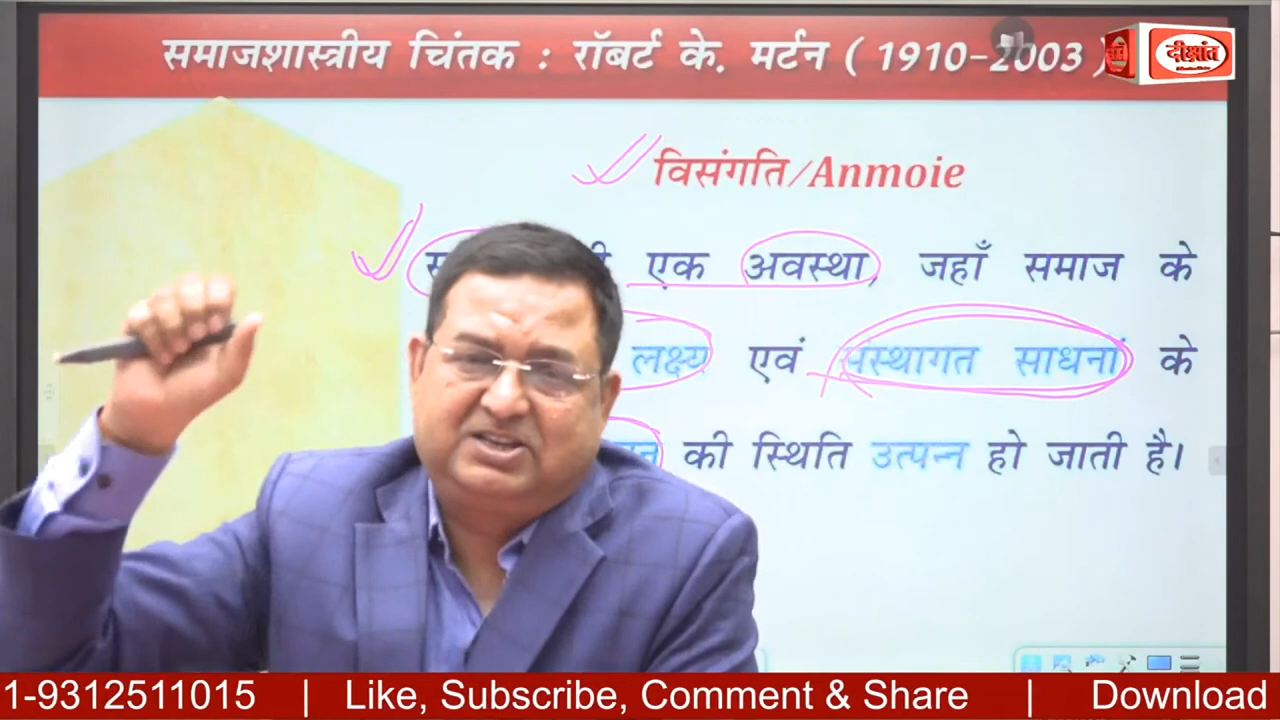 समाजशास्त्रीय चिंतक : रॉबर्ट के. मर्टन ( 1910-2003 )
दीक्षांत
विसंगति/Anmoie
एक अवस्था, जहाँ समाज के
लक्ष्य एवं संस्थागत साधनों के
की स्थिति उत्पन्न हो जाती है।
1-9312511015 | Like, Subscribe, Comment & Share | Download